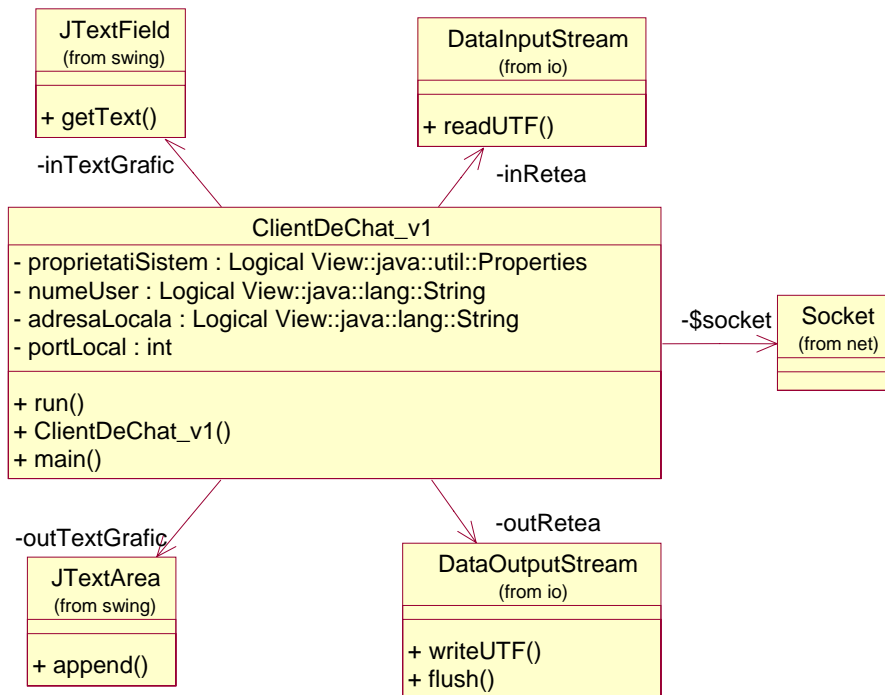 JTextField
(from swing)
+ getText()
DataInputStream
(from io)
+ readUTF()
-inTextGrafic
-inRetea
ClientDeChat_v1
- proprietatiSistem : Logical View::java::util::Properties
- numeUser : Logical View::java::lang::String
- adresaLocala : Logical View::java::lang::String
- portLocal : int
+ run()
+ ClientDeChat_v1()
+ main()
-$socket
Socket
(from net)
-outTextGrafic
-outRetea
JTextArea
(from swing)
+ append()
DataOutputStream
(from io)
+ writeUTF()
+ flush()